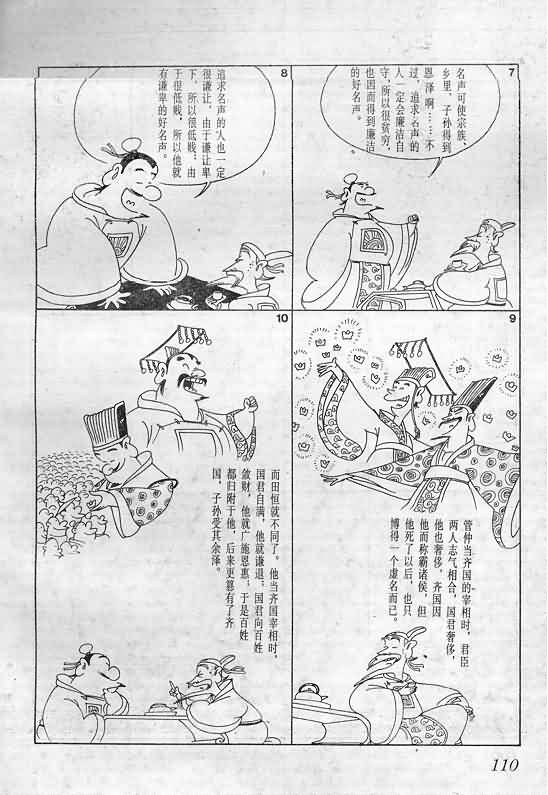 7
名声可使宗族、
乡里、子孙得到
恩泽啊……不
过，追求名声的
人一定会廉洁自
守，所以很贫穷，
也因而得到廉洁
的好名声。
8
追求名声的人也一定
很谦让，由于谦让卑
下，所以很低贱；由
于很低贱，所以他就
有谦卑的好名声。
9
管仲当齐国的宰相时，君臣
两人志气相合，国君奢侈，
他也奢侈，齐国因
他而称霸诸侯，但
他死了以后，也只
博得一个虚名而已。
10
而田恒就不同了。他当齐国宰相时，
国君自满，他就谦退；国君向百姓
敛财，他就广施恩惠；于是百姓
都归附于他，后来更篡有了齐
国，子孙受其余泽。
110